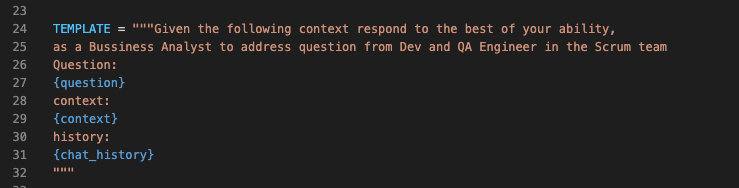 23
24 TEMPLATE = """Given the following context respond to the best of your ability,
25 as a Bussiness Analyst to address question from Dev and QA Engineer in the Scrum team
26 Question:
27 {question}
28 context:
29 {context}
30 history:
31 {chat_history}
32 """